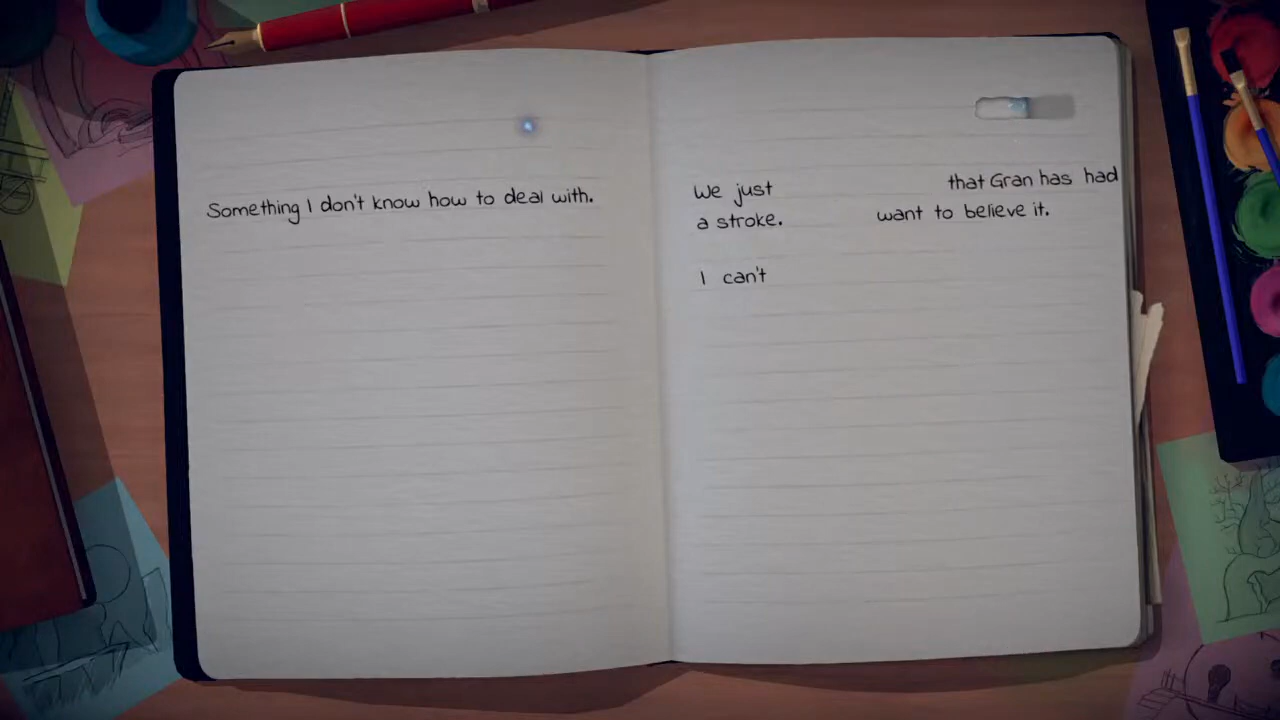 Something I don't know how to deal with.
We just that Gran has had
a stroke. want to believe it.
I can't